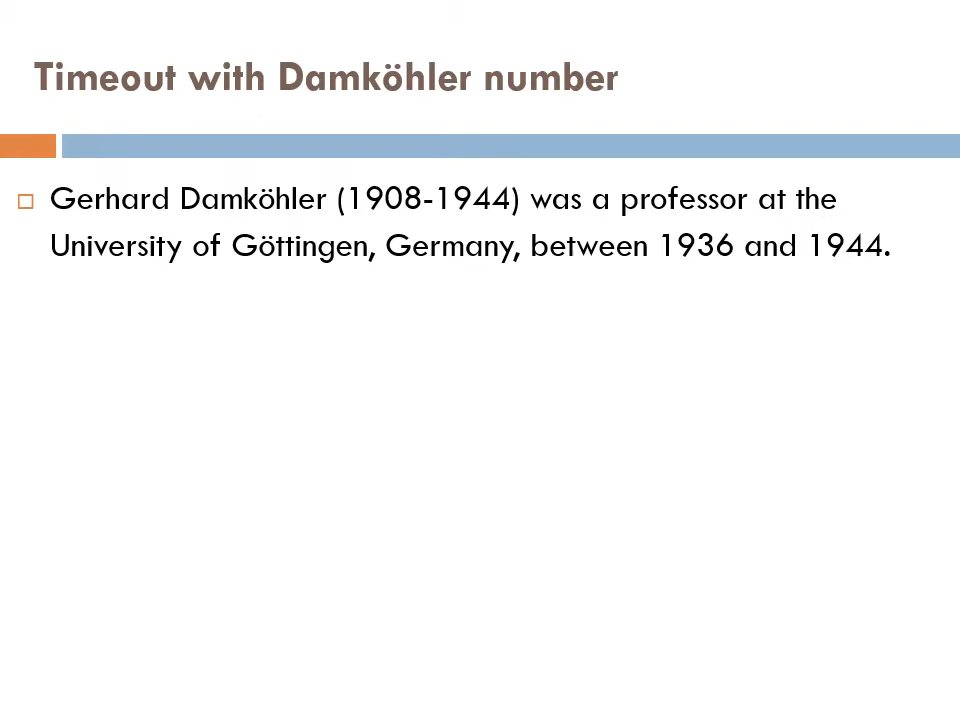 Timeout with Damköhler number
Gerhard Damköhler (1908-1944) was a professor at the
University of Göttingen, Germany, between 1936 and 1944.